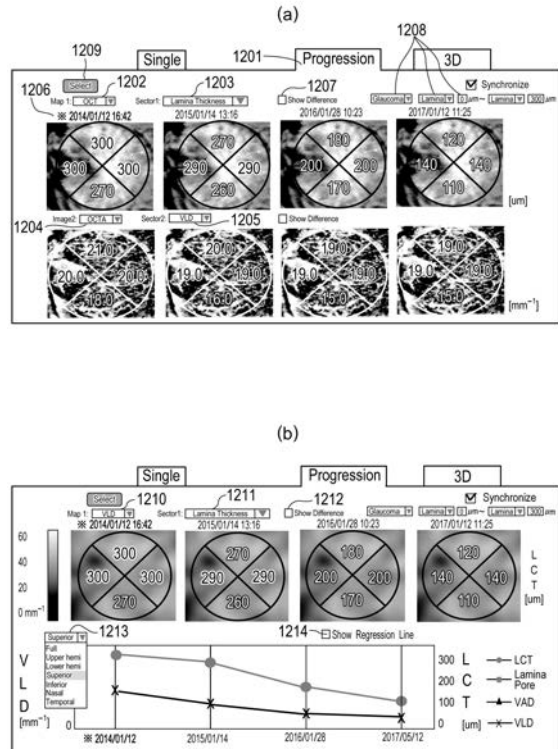 (a)
1209
1208
1201
Single Progression 3D
1202 1203 1207
Select Synchronize
Map 1: OCT Sector1: Lamina Thickness Show Difference Glaucoma Lamina 0 μm~ Lamina 300 μm
1206
※ 2014/01/12 16:42 2015/01/14 13:16 2016/01/28 10:23 2017/01/12 11:25
300 270 180 120
300 300 290 290 200 200 140 140
270 260 170 110
[um]
1204 1205
Image2: OCTA Sector2: VLD Show Difference
21.0 20.0 19.0 19.0
20.0 20.0 19.0 19.0 19.0 19.0 19.0 19.0
18.0 16.0 15.0 15.0
[mm⁻¹]
(b)
Single Progression 3D
1210 1211 1212
Select Synchronize
Map 1: VLD Sector1: Lamina Thickness Show Difference Glaucoma Lamina 0 μm~ Lamina 300 μm
※ 2014/01/12 16:42 2015/01/14 13:16 2016/01/28 10:23 2017/01/12 11:25
60
40
20
0 mm⁻¹
300 270 180 120
300 300 290 290 200 200 140 140
270 260 170 110
L
C
T
[um]
1213 1214
Superior Show Regression Line
Full
Upper hemi
Lower hemi
Superior
Inferior
Nasal
Temporal
V
L
D
[mm⁻¹]
0
300 L
200 C
100 T
0 [um]
LCT
Lamina Pore
VAD
VLD
※ 2014/01/12 2015/01/14 2016/01/28 2017/05/12